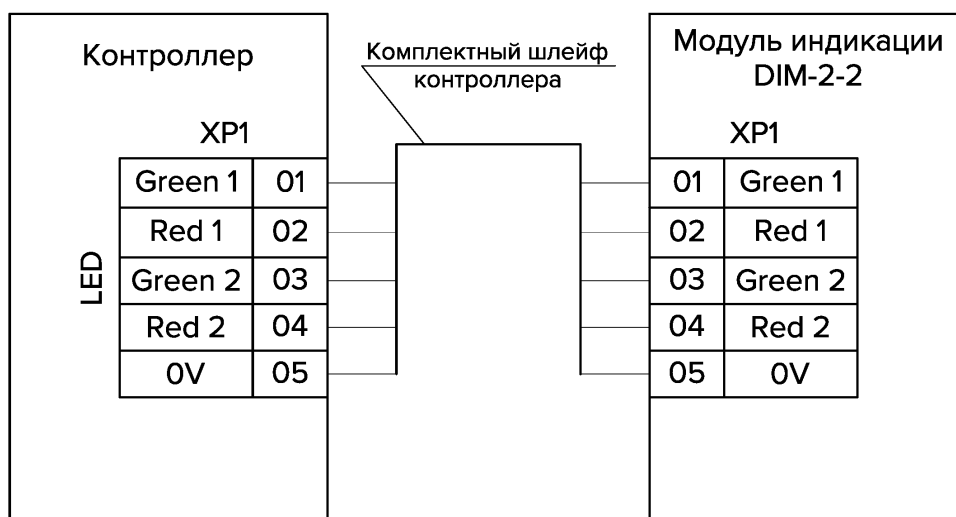 Контроллер
Комплектный шлейф
контроллера
Модуль индикации
DIM-2-2
XP1
LED
Green 1 01
Red 1 02
Green 2 03
Red 2 04
0V 05
XP1
01 Green 1
02 Red 1
03 Green 2
04 Red 2
05 0V